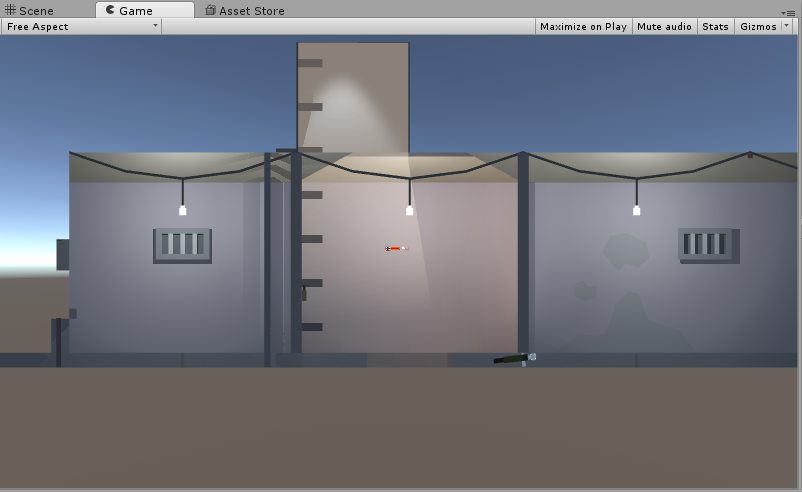 Scene Game Asset Store
Free Aspect Maximize on Play Mute audio Stats Gizmos